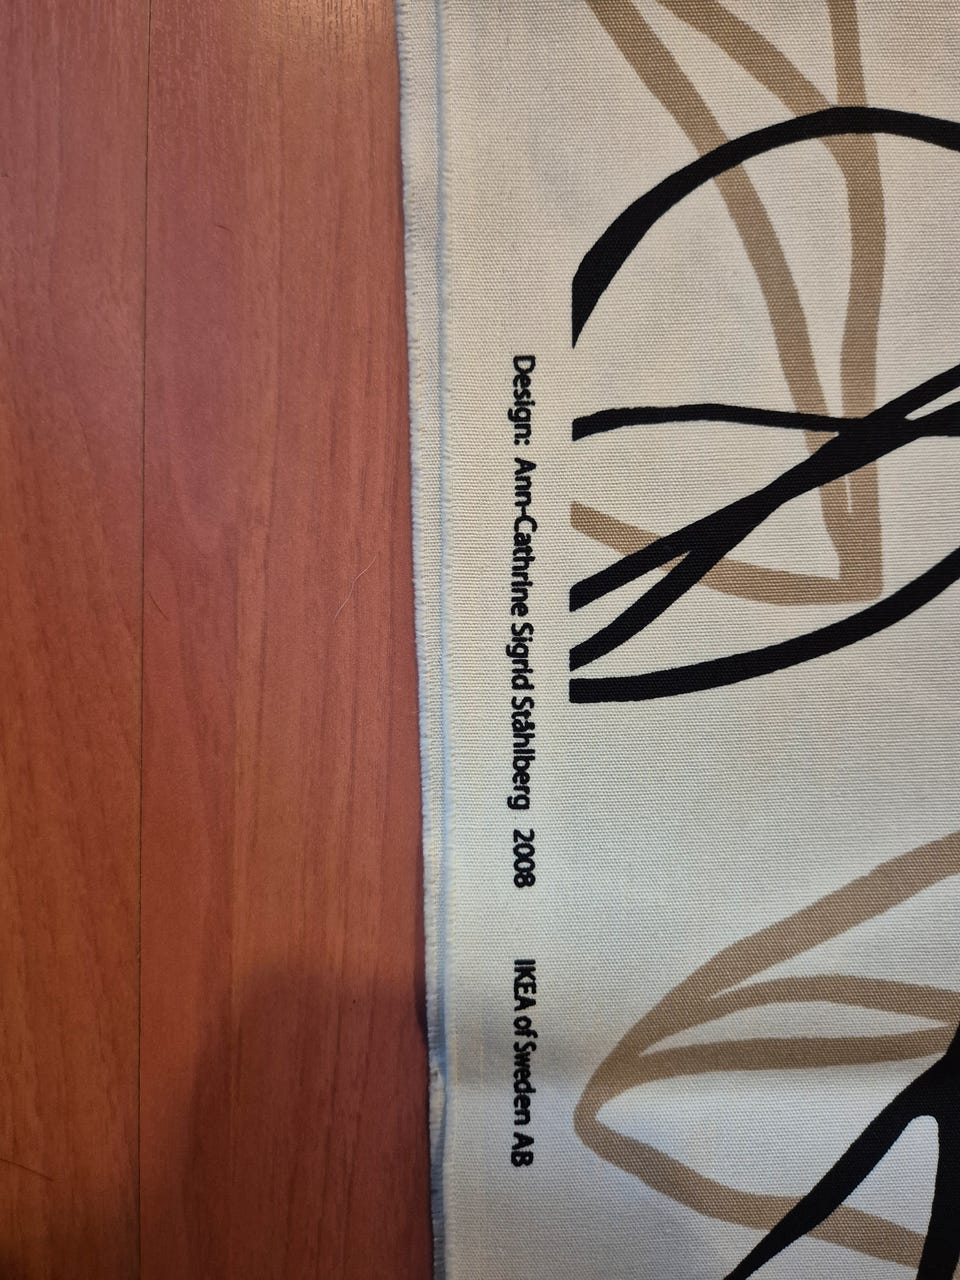 Design: Ann-Cathrine Sigrid Ståhlberg 2008 IKEA of Sweden AB